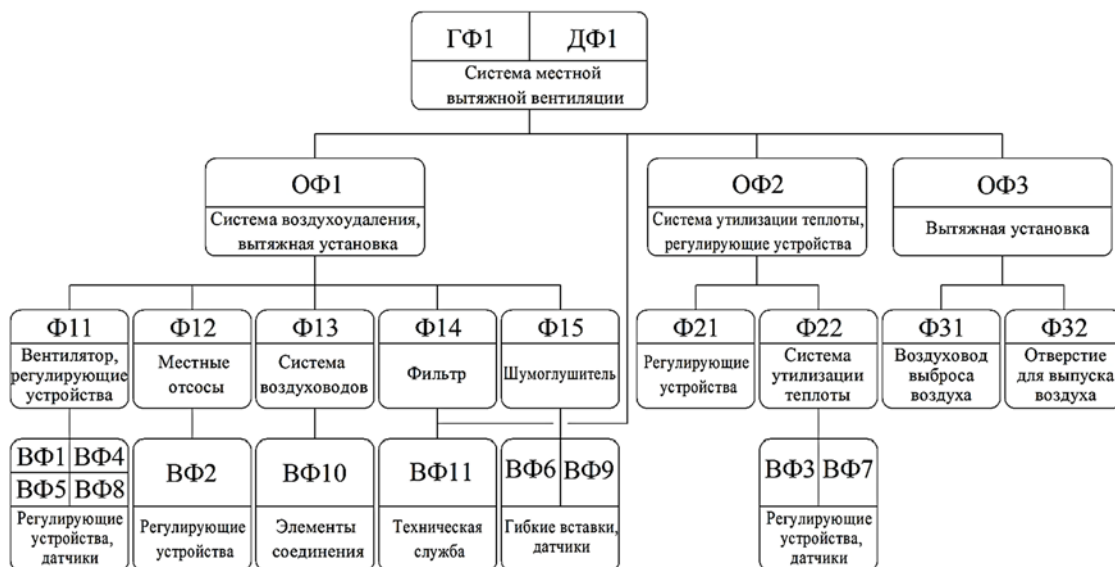 ГФ1 ДФ1
Система местной
вытяжной вентиляции
ОФ1
Система воздухоудаления,
вытяжная установка
ОФ2
Система утилизации теплоты,
регулирующие устройства
ОФ3
Вытяжная установка
Ф11
Вентилятор,
регулирующие
устройства
Ф12
Местные
отсосы
Ф13
Система
воздуховодов
Ф14
Фильтр
Ф15
Шумоглушитель
Ф21
Регулирующие
устройства
Ф22
Система
утилизации
теплоты
Ф31
Воздуховод
выброса
воздуха
Ф32
Отверстие
для выпуска
воздуха
ВФ1 ВФ4
ВФ5 ВФ8
Регулирующие
устройства,
датчики
ВФ2
Регулирующие
устройства
ВФ10
Элементы
соединения
ВФ11
Техническая
служба
ВФ6 ВФ9
Гибкие вставки,
датчики
ВФ3 ВФ7
Регулирующие
устройства,
датчики